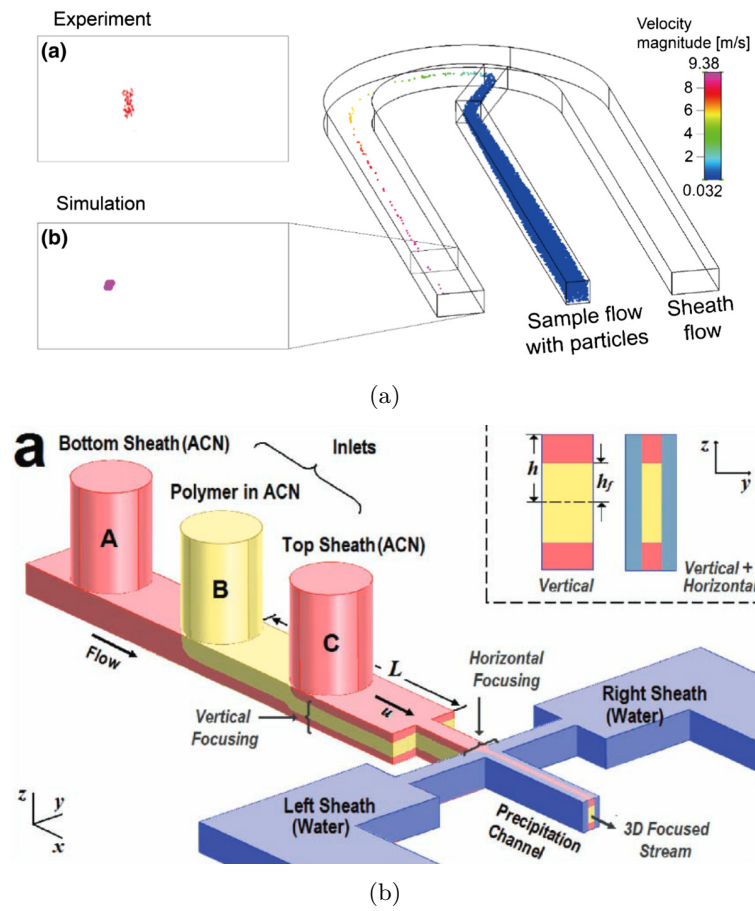 Experiment
(a)
Simulation
(b)
Velocity
magnitude [m/s]
9.38
8
6
4
2
0.032
Sample flow
with particles
Sheath
flow
(a)
a
Bottom Sheath (ACN)
Inlets
Polymer in ACN
Top Sheath (ACN)
A
B
C
Flow
L
u
Vertical
Focusing
Horizontal
Focusing
h
h_f
z
y
Vertical
Vertical +
Horizontal
Right Sheath
(Water)
Left Sheath
(Water)
Precipitation
Channel
3D Focused
Stream
z
y
x
(b)